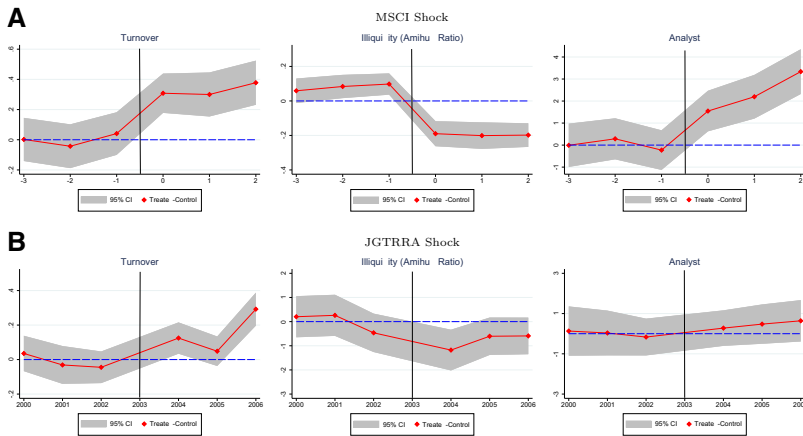 A
MSCI Shock
Turnover
Illiqui ity (Amihu Ratio)
Analyst
.6
.4
.2
0
-.2
-3 -2 -1 0 1 2
.2
0
-.2
-.4
-3 -2 -1 0 1 2
4
3
2
1
0
-1
-3 -2 -1 0 1 2
95% CI Treate -Control
95% CI Treate -Control
95% CI Treate -Control
B
JGTRRA Shock
Turnover
Illiqui ity (Amihu Ratio)
Analyst
.4
.2
0
.2
2000 2001 2002 2003 2004 2005 2006
2
1
0
-1
-2
-3
2000 2001 2002 2003 2004 2005 2006
3
1
-1
-3
2000 2001 2002 2003 2004 2005 2006
95% CI Treate -Control
95% CI Treate -Control
95% CI Treate -Control